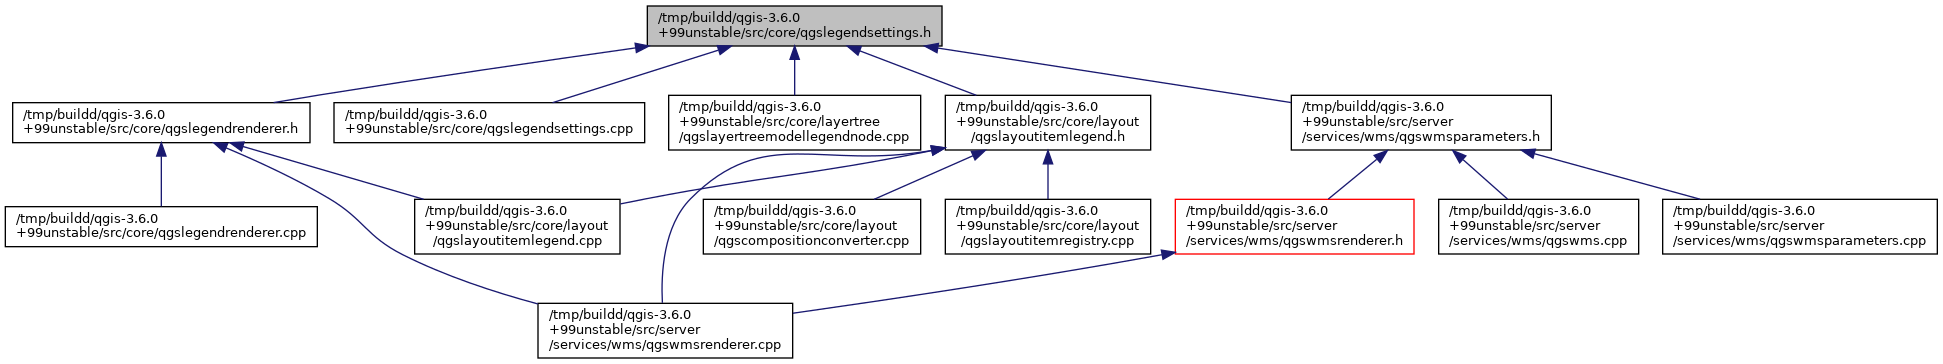 /tmp/buildd/qgis-3.6.0
+99unstable/src/core/qgslegendsettings.h
/tmp/buildd/qgis-3.6.0
+99unstable/src/core/qgslegendrenderer.h
/tmp/buildd/qgis-3.6.0
+99unstable/src/core/qgslegendsettings.cpp
/tmp/buildd/qgis-3.6.0
+99unstable/src/core/layertree
/qgslayertreemodellegendnode.cpp
/tmp/buildd/qgis-3.6.0
+99unstable/src/core/layout
/qgslayoutitemlegend.h
/tmp/buildd/qgis-3.6.0
+99unstable/src/server
/services/wms/qgswmsparameters.h
/tmp/buildd/qgis-3.6.0
+99unstable/src/core/qgslegendrenderer.cpp
/tmp/buildd/qgis-3.6.0
+99unstable/src/core/layout
/qgslayoutitemlegend.cpp
/tmp/buildd/qgis-3.6.0
+99unstable/src/core/layout
/qgscompositionconverter.cpp
/tmp/buildd/qgis-3.6.0
+99unstable/src/core/layout
/qgslayoutitemregistry.cpp
/tmp/buildd/qgis-3.6.0
+99unstable/src/server
/services/wms/qgswmsrenderer.h
/tmp/buildd/qgis-3.6.0
+99unstable/src/server
/services/wms/qgswms.cpp
/tmp/buildd/qgis-3.6.0
+99unstable/src/server
/services/wms/qgswmsparameters.cpp
/tmp/buildd/qgis-3.6.0
+99unstable/src/server
/services/wms/qgswmsrenderer.cpp